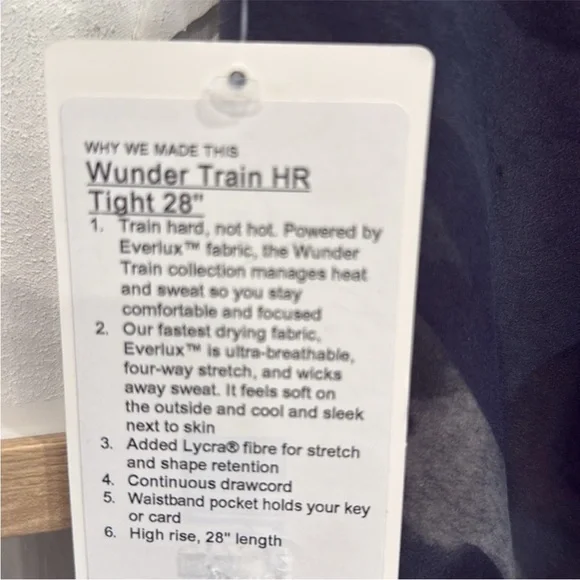 WHY WE MADE THIS
Wunder Train HR
Tight 28"
1. Train hard, not hot. Powered by
Everlux™ fabric, the Wunder
Train collection manages heat
and sweat so you stay
comfortable and focused
2. Our fastest drying fabric,
Everlux™ is ultra-breathable,
four-way stretch, and wicks
away sweat. It feels soft on
the outside and cool and sleek
next to skin
3. Added Lycra® fibre for stretch
and shape retention
4. Continuous drawcord
5. Waistband pocket holds your key
or card
6. High rise, 28" length